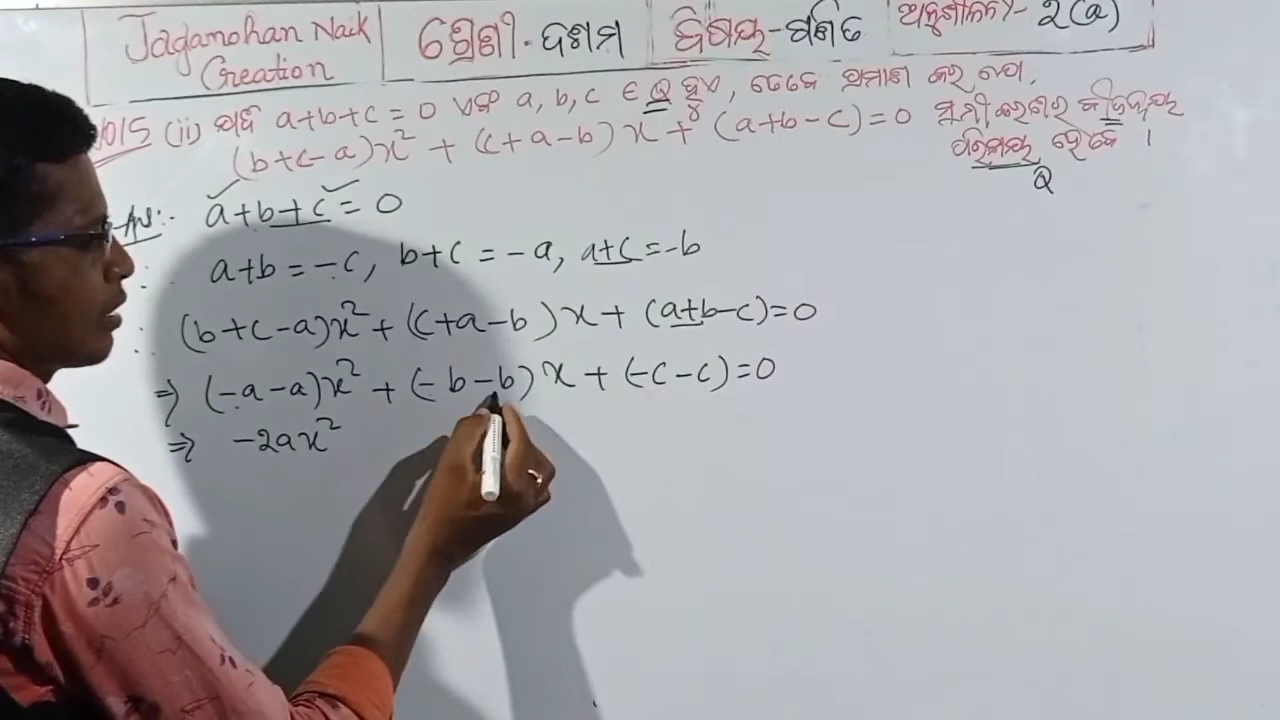 Jaganohan Naik Creation
ଶ୍ରେଣୀ-ଦଶମ
ବିଷୟ-ଗଣିତ
ଅନୁଶୀଳନୀ- 2(a)
2015 (ii) ଯଦି a+b+c = 0 ଏବଂ a, b, c ∈ Q ହୁଏ, ତେବେ ପ୍ରମାଣ କର ଯେ,
(b+c-a)x² + (c+a-b)x + (a+b-c)=0 ସମୀକରଣର ବୀଜଦ୍ୱୟ
ପରିମେୟ ହେବେ ।
Q
Ans:- a+b+c = 0
∴ a+b = -c, b+c = -a, a+c = -b
∴ (b+c-a)x² + (c+a-b)x + (a+b-c)=0
⇒ (-a-a)x² + (-b-b)x + (-c-c)=0
⇒ -2ax²